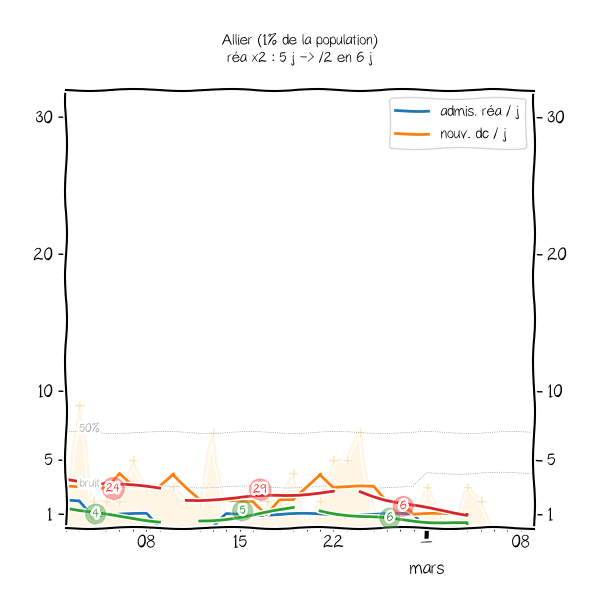 Allier (1% de la population)
réa x2 : 5 j -> /2 en 6 j
admis. réa / j
nouv. dc / j
30 30
20 20
10 10
50%
5 5
bruit 24 29
4 5 6 6
1 1
08 15 22 1 08
mars